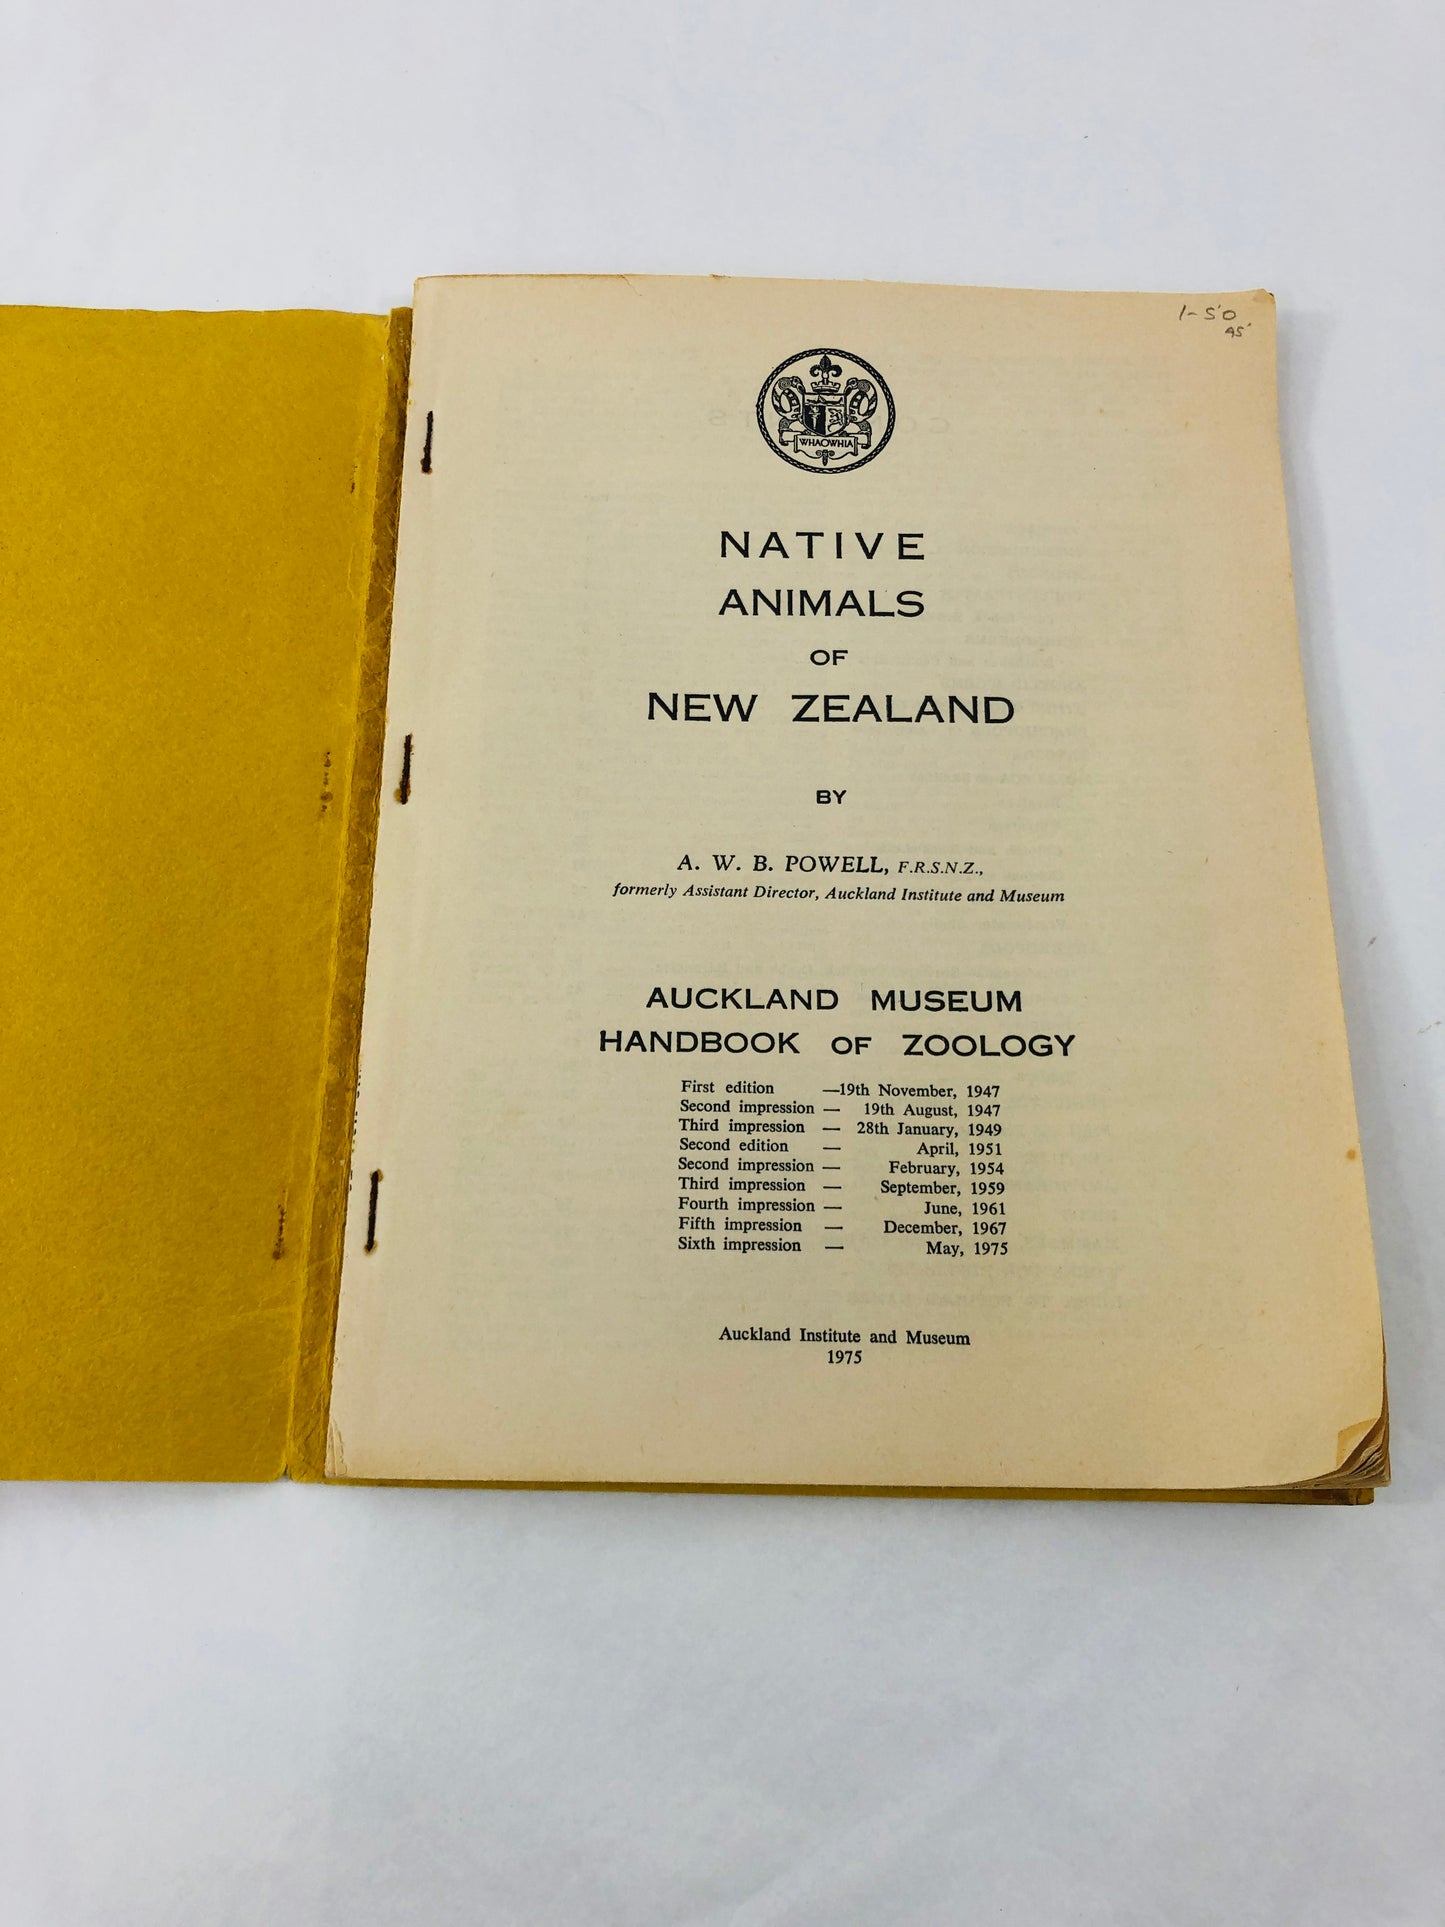 1-50
45
WHAOWHIA
NATIVE
ANIMALS
OF
NEW ZEALAND
BY
A. W. B. POWELL, F.R.S.N.Z.,
formerly Assistant Director, Auckland Institute and Museum
AUCKLAND MUSEUM
HANDBOOK OF ZOOLOGY
First edition —19th November, 1947
Second impression — 19th August, 1947
Third impression — 28th January, 1949
Second edition — April, 1951
Second impression — February, 1954
Third impression — September, 1959
Fourth impression — June, 1961
Fifth impression — December, 1967
Sixth impression — May, 1975
Auckland Institute and Museum
1975